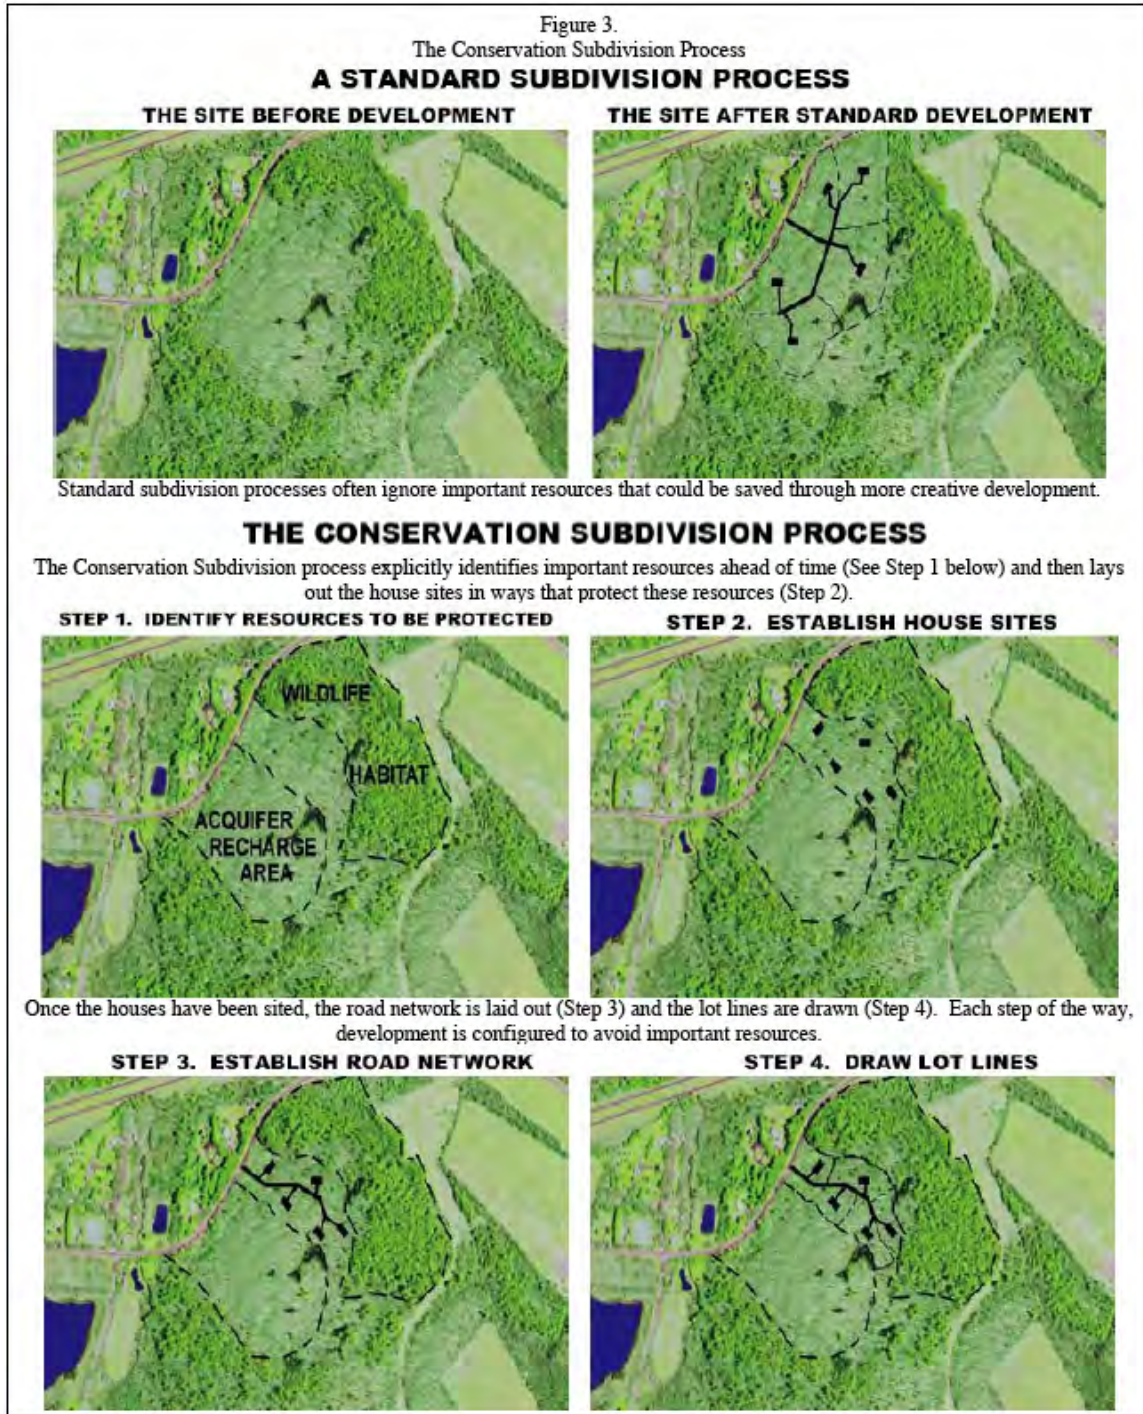 Figure 3.
The Conservation Subdivision Process
A STANDARD SUBDIVISION PROCESS
THE SITE BEFORE DEVELOPMENT
THE SITE AFTER STANDARD DEVELOPMENT
Standard subdivision processes often ignore important resources that could be saved through more creative development.
THE CONSERVATION SUBDIVISION PROCESS
The Conservation Subdivision process explicitly identifies important resources ahead of time (See Step 1 below) and then lays
out the house sites in ways that protect these resources (Step 2).
STEP 1. IDENTIFY RESOURCES TO BE PROTECTED
STEP 2. ESTABLISH HOUSE SITES
WILDLIFE
HABITAT
ACQUIFER
RECHARGE
AREA
Once the houses have been sited, the road network is laid out (Step 3) and the lot lines are drawn (Step 4). Each step of the way,
development is configured to avoid important resources.
STEP 3. ESTABLISH ROAD NETWORK
STEP 4. DRAW LOT LINES